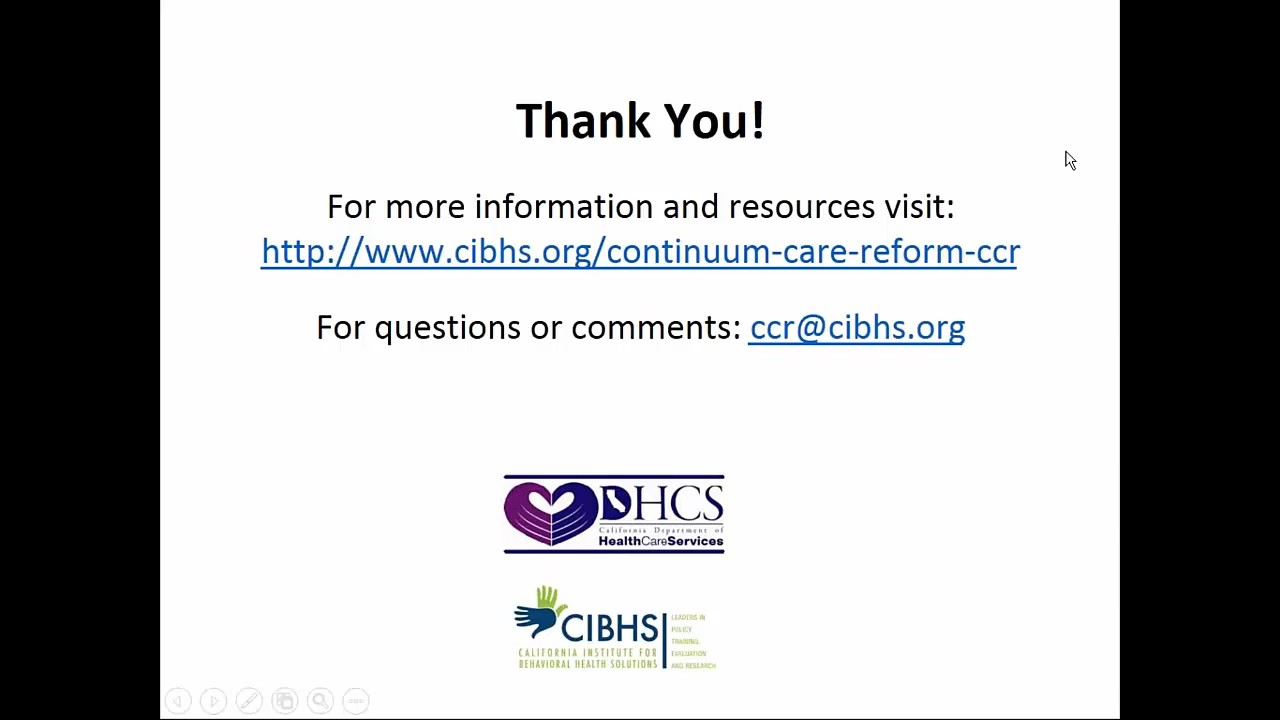 Thank You!
For more information and resources visit:
http://www.cibhs.org/continuum-care-reform-ccr
For questions or comments: ccr@cibhs.org
DHCS
California Department of
HealthCareServices
CIBHS
CALIFORNIA INSTITUTE FOR
BEHAVIORAL HEALTH SOLUTIONS
LEADERS IN
POLICY
TRAINING,
EVALUATION
AND RESEARCH